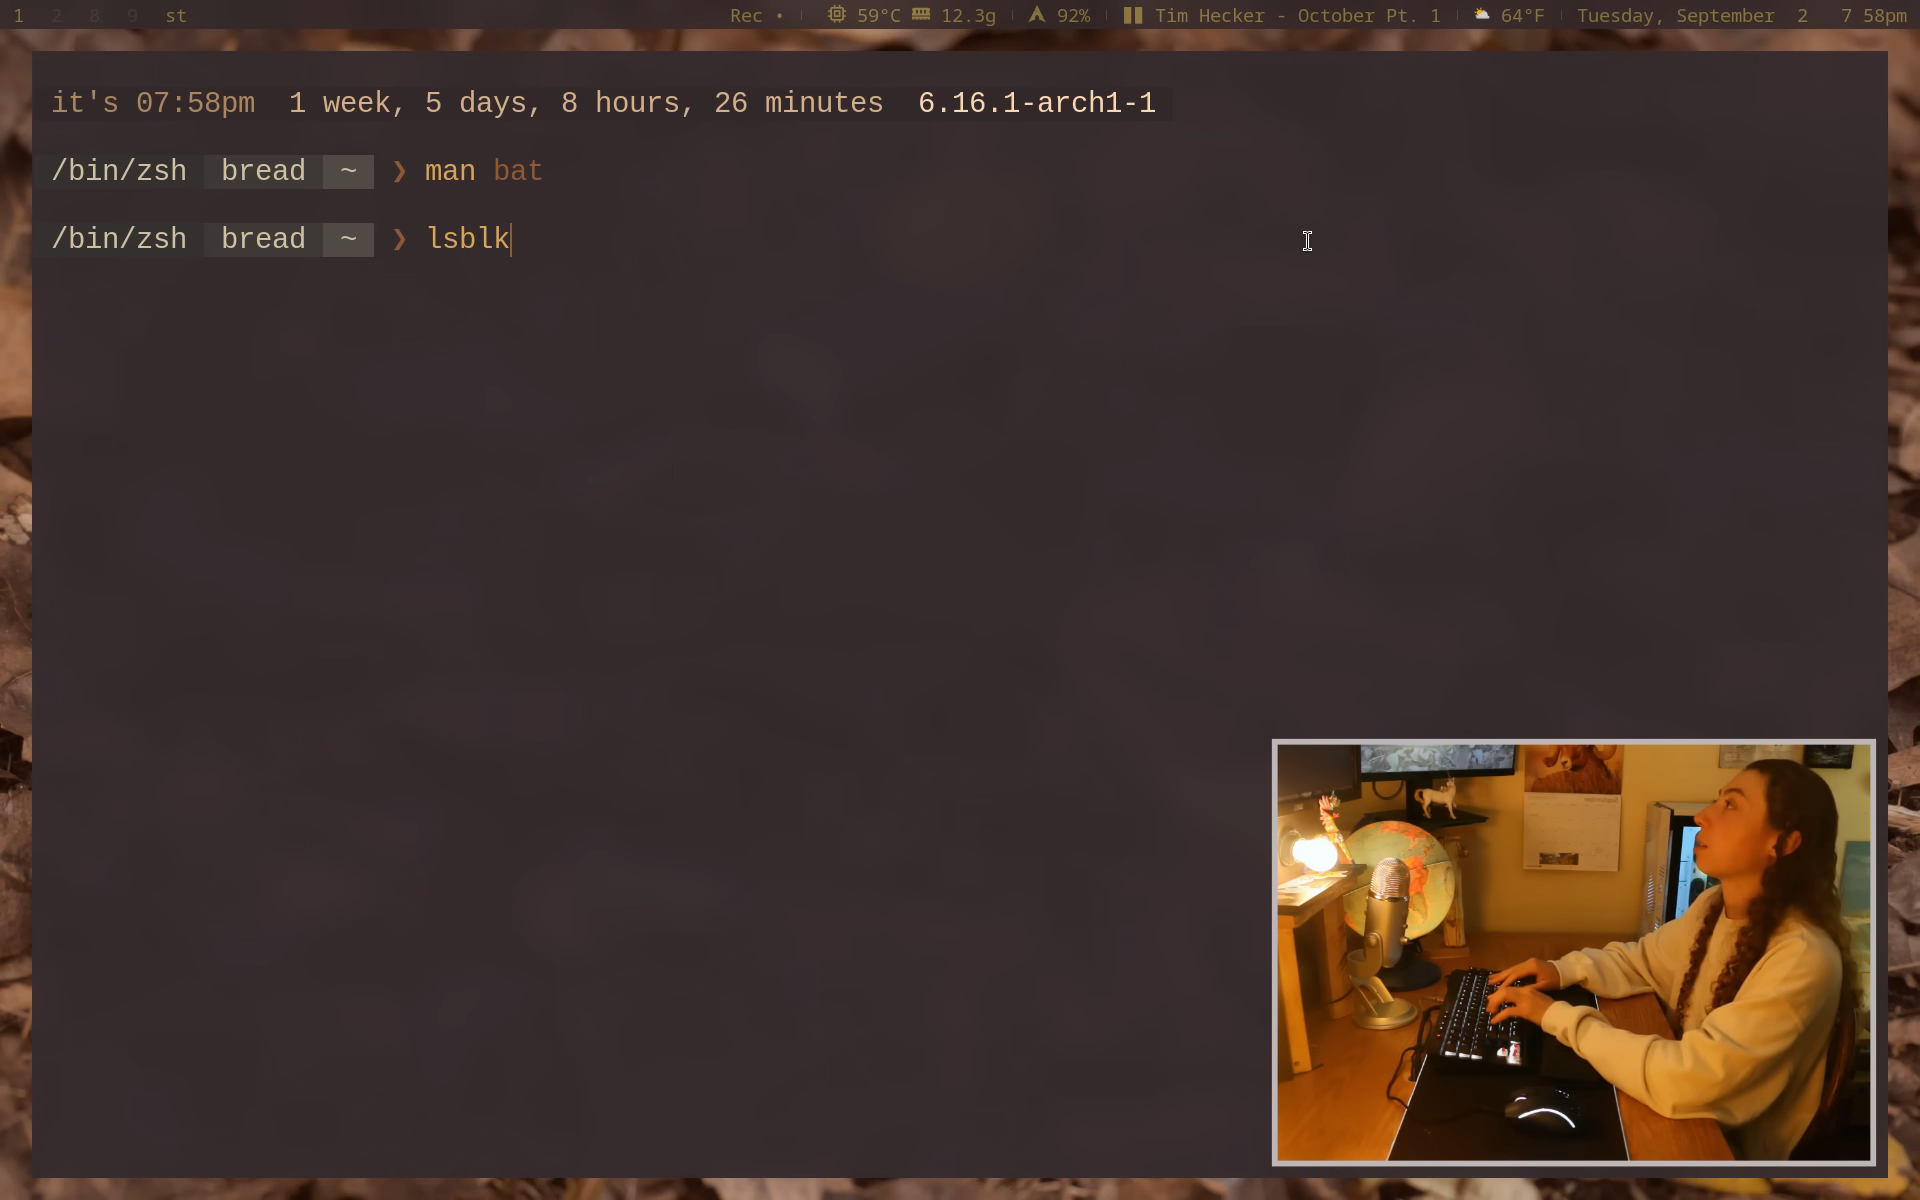 1 2 8 9 st Rec • 59°C 12.3g 92% Tim Hecker - October Pt. 1 64°F Tuesday, September 2 7 58pm
it's 07:58pm 1 week, 5 days, 8 hours, 26 minutes 6.16.1-arch1-1
/bin/zsh bread ~ ❯ man bat
/bin/zsh bread ~ ❯ lsblk